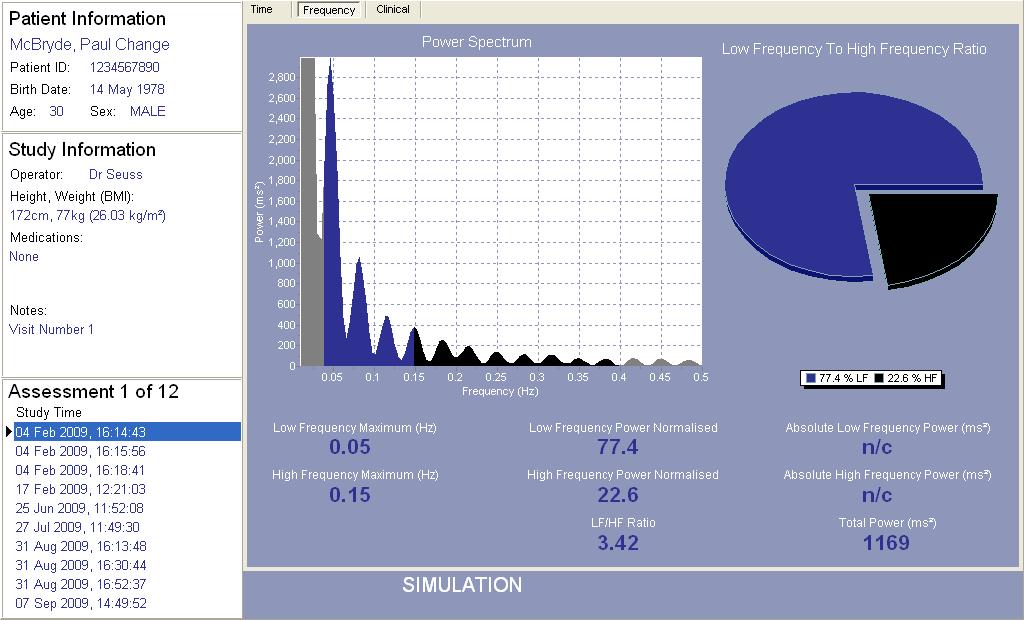 Patient Information
McBryde, Paul Change
Patient ID: 1234567890
Birth Date: 14 May 1978
Age: 30 Sex: MALE
Study Information
Operator: Dr Seuss
Height, Weight (BMI):
172cm, 77kg (26.03 kg/m²)
Medications:
None
Notes:
Visit Number 1
Assessment 1 of 12
Study Time
04 Feb 2009, 16:14:43
04 Feb 2009, 16:15:56
04 Feb 2009, 16:18:41
17 Feb 2009, 12:21:03
25 Jun 2009, 11:52:08
27 Jul 2009, 11:49:30
31 Aug 2009, 16:13:48
31 Aug 2009, 16:30:44
31 Aug 2009, 16:52:37
07 Sep 2009, 14:49:52
Time Frequency Clinical
Power Spectrum
Power (ms²)
2,800
2,600
2,400
2,200
2,000
1,800
1,600
1,400
1,200
1,000
800
600
400
200
0
0.05 0.1 0.15 0.2 0.25 0.3 0.35 0.4 0.45 0.5
Frequency (Hz)
Low Frequency To High Frequency Ratio
77.4 % LF 22.6 % HF
Low Frequency Maximum (Hz) Low Frequency Power Normalised Absolute Low Frequency Power (ms²)
0.05 77.4 n/c
High Frequency Maximum (Hz) High Frequency Power Normalised Absolute High Frequency Power (ms²)
0.15 22.6 n/c
LF/HF Ratio Total Power (ms²)
3.42 1169
SIMULATION